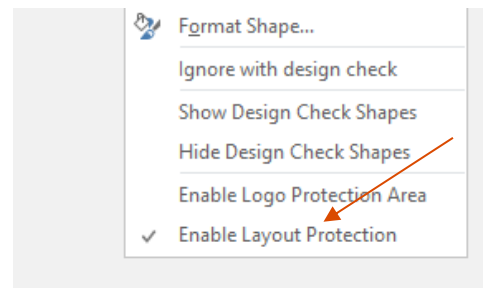 Format Shape...
Ignore with design check
Show Design Check Shapes
Hide Design Check Shapes
Enable Logo Protection Area
Enable Layout Protection